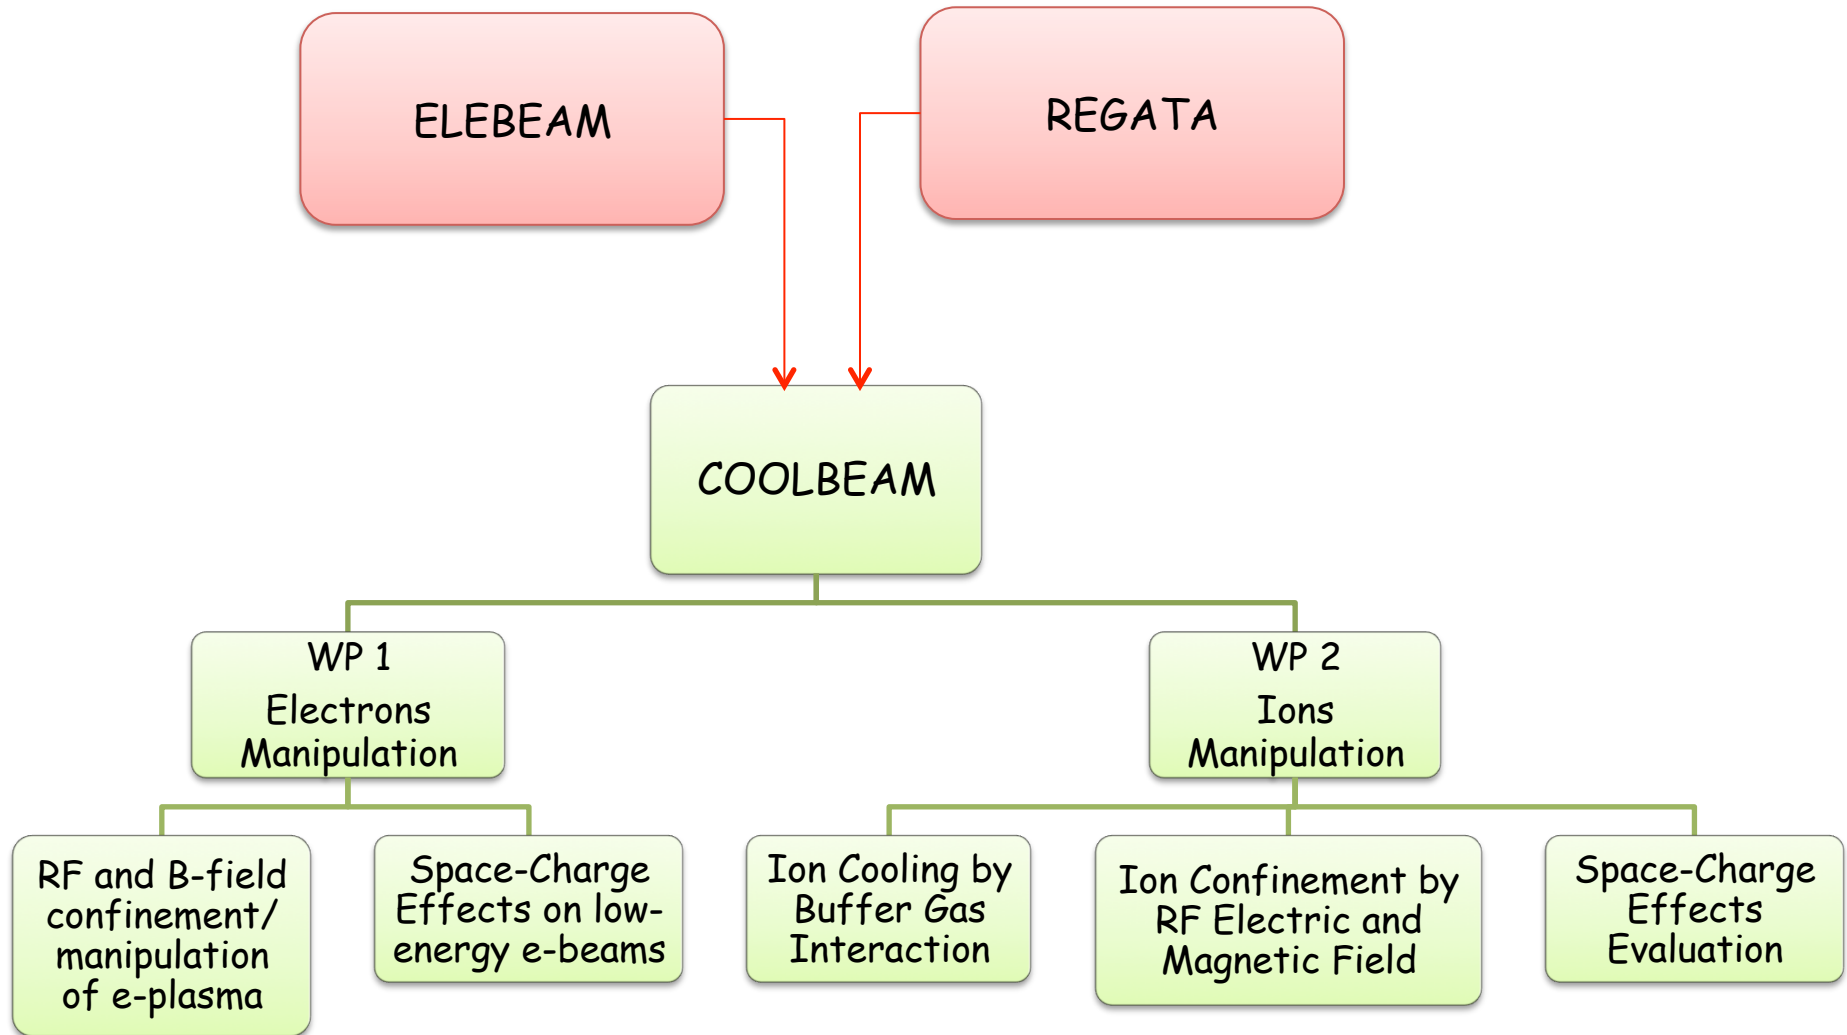 ELEBEAM
REGATA
COOLBEAM
WP 1
Electrons
Manipulation
WP 2
Ions
Manipulation
RF and B-field
confinement/
manipulation
of e-plasma
Space-Charge
Effects on low-
energy e-beams
Ion Cooling by
Buffer Gas
Interaction
Ion Confinement by
RF Electric and
Magnetic Field
Space-Charge
Effects
Evaluation